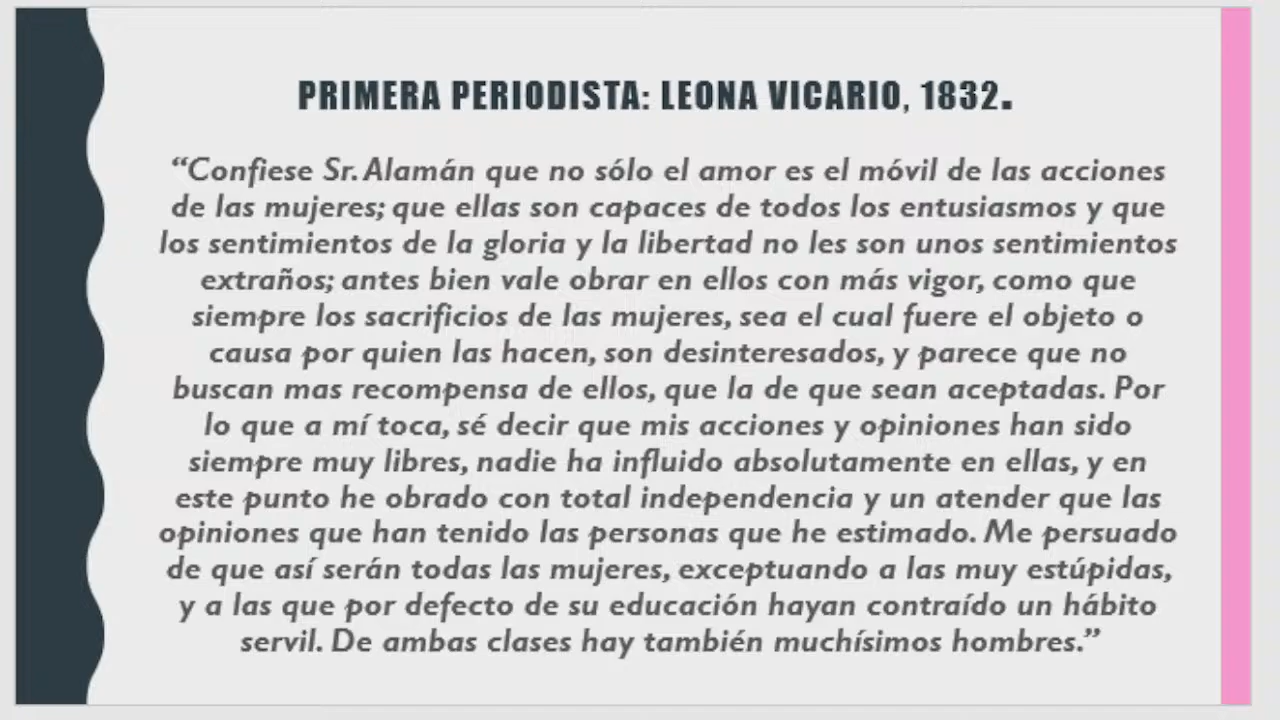 PRIMERA PERIODISTA: LEONA VICARIO, 1832.
“Confiese Sr. Alamán que no sólo el amor es el móvil de las acciones
de las mujeres; que ellas son capaces de todos los entusiasmos y que
los sentimientos de la gloria y la libertad no les son unos sentimientos
extraños; antes bien vale obrar en ellos con más vigor, como que
siempre los sacrificios de las mujeres, sea el cual fuere el objeto o
causa por quien las hacen, son desinteresados, y parece que no
buscan mas recompensa de ellos, que la de que sean aceptadas. Por
lo que a mí toca, sé decir que mis acciones y opiniones han sido
siempre muy libres, nadie ha influido absolutamente en ellas, y en
este punto he obrado con total independencia y un atender que las
opiniones que han tenido las personas que he estimado. Me persuado
de que así serán todas las mujeres, exceptuando a las muy estúpidas,
y a las que por defecto de su educación hayan contraído un hábito
servil. De ambas clases hay también muchísimos hombres.”